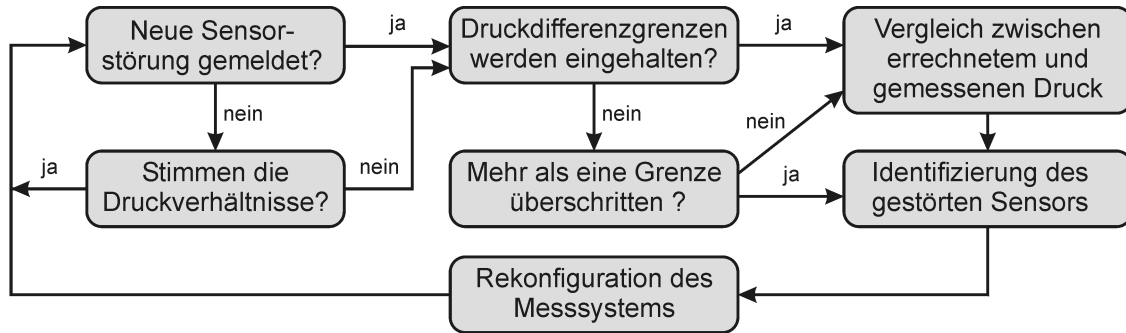 Neue Sensor-
störung gemeldet?
ja
Druckdifferenzgrenzen
werden eingehalten?
ja
Vergleich zwischen
errechnetem und
gemessenen Druck
nein
nein
nein
ja
Stimmen die
Druckverhältnisse?
nein
Mehr als eine Grenze
überschritten ?
ja
Identifizierung des
gestörten Sensors
Rekonfiguration des
Messsystems